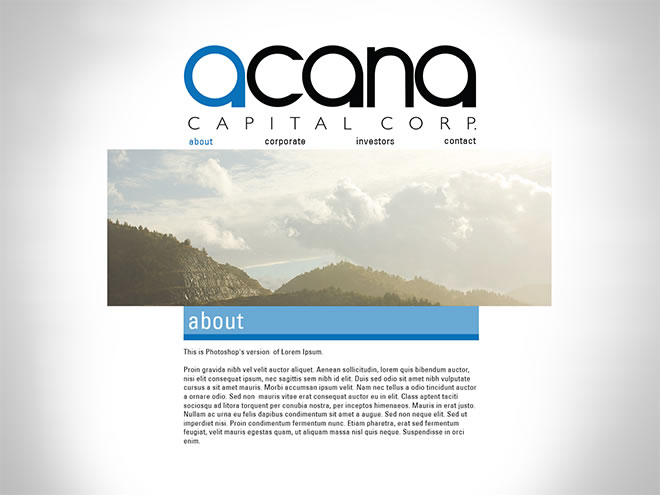 acana
CAPITAL CORP.
about corporate investors contact
about
This is Photoshop's version of Lorem Ipsum.
Proin gravida nibh vel velit auctor aliquet. Aenean sollicitudin, lorem quis bibendum auctor,
nisi elit consequat ipsum, nec sagittis sem nibh id elit. Duis sed odio sit amet nibh vulputate
cursus a sit amet mauris. Morbi accumsan ipsum velit. Nam nec tellus a odio tincidunt auctor
a ornare odio. Sed non mauris vitae erat consequat auctor eu in elit. Class aptent taciti
sociosqu ad litora torquent per conubia nostra, per inceptos himenaeos. Mauris in erat justo.
Nullam ac urna eu felis dapibus condimentum sit amet a augue. Sed non neque elit. Sed ut
imperdiet nisi. Proin condimentum fermentum nunc. Etiam pharetra, erat sed fermentum
feugiat, velit mauris egestas quam, ut aliquam massa nisl quis neque. Suspendisse in orci
enim.